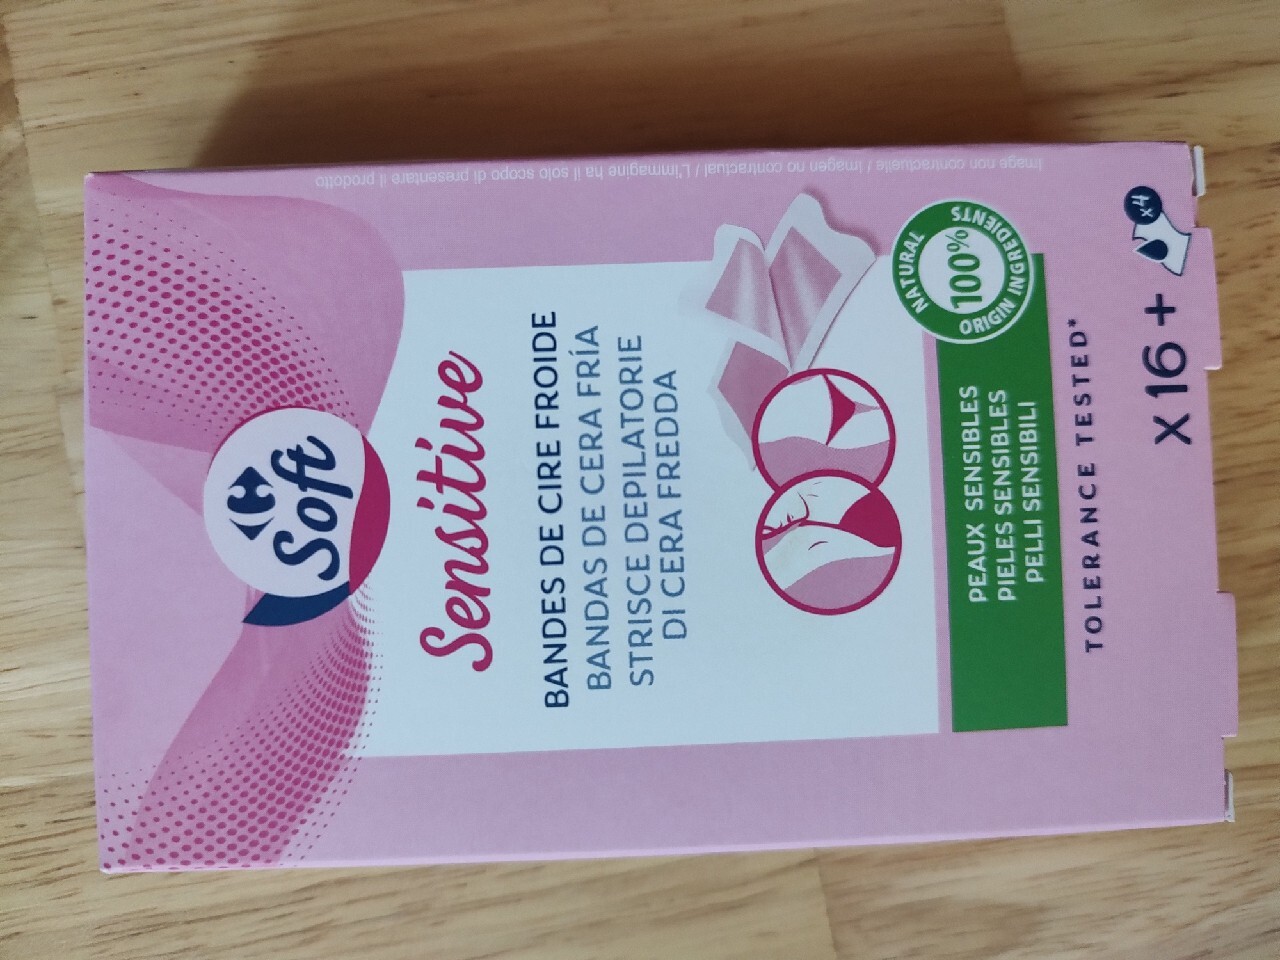 Soft
Sensitive
BANDES DE CIRE FROIDE
BANDAS DE CERA FRÍA
STRISCE DEPILATORIE
DI CERA FREDDA
NATURAL
100%
ORIGIN INGREDIENTS
PEAUX SENSIBLES
PIELES SENSIBLES
PELLI SENSIBILI
TOLERANCE TESTED*
X 16 +
x4
Image non contractuelle / Imagen no contractual / L'immagine ha il solo scopo di presentare il prodotto